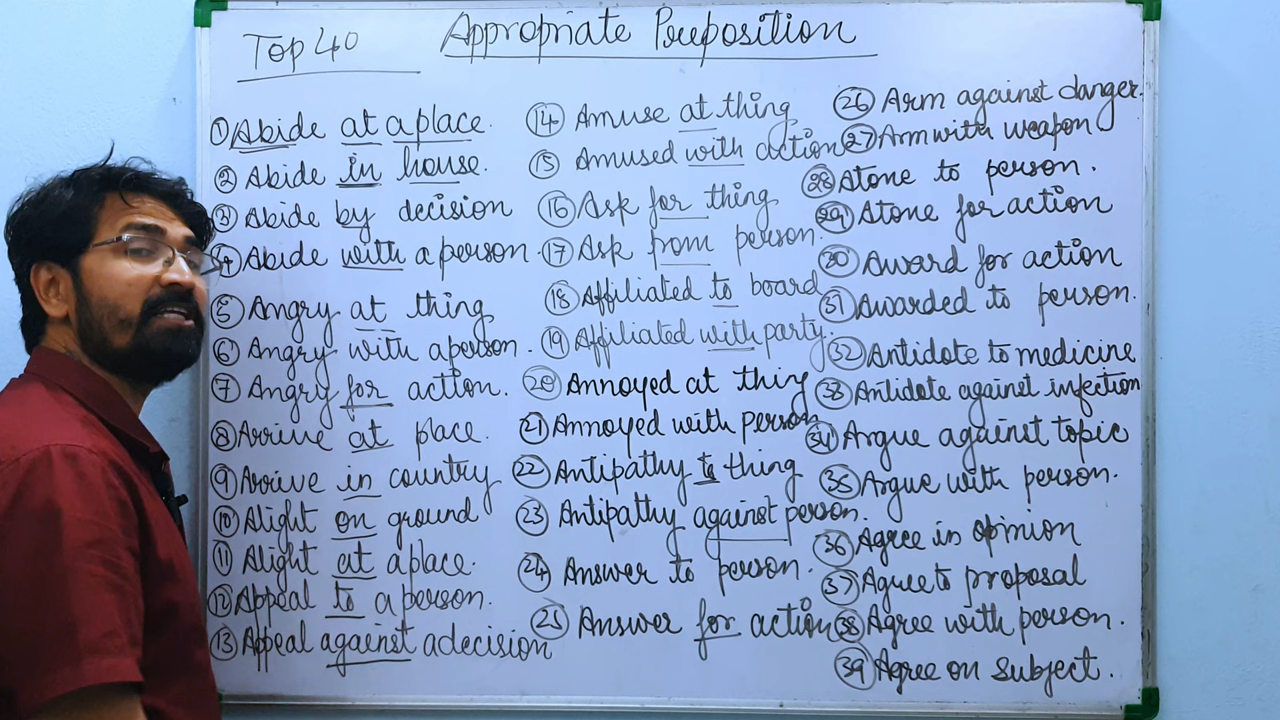 Top 40
Appropriate Preposition
① Abide at a place.
② Abide in house.
③ Abide by decision
④ Abide with a person.
⑤ Angry at thing
⑥ Angry with a person.
⑦ Angry for action.
⑧ Arrive at place.
⑨ Arrive in country
⑩ Alight on ground
⑪ Alight at a place.
⑫ Appeal to a person.
⑬ Appeal against a decision
⑭ Amuse at thing
⑮ Amused with action
⑯ Ask for thing
⑰ Ask from person.
⑱ Affiliated to board
⑲ Affiliated with party.
⑳ Annoyed at thing
㉑ Annoyed with person
㉒ Antipathy to thing
㉓ Antipathy against person.
㉔ Answer to person.
㉕ Answer for action
㉖ Arm against danger.
㉗ Arm with weapon
㉘ Atone to person.
㉙ Atone for action
㉚ Award for action
㉛ Awarded to person.
㉜ Antidote to medicine
㉝ Antidote against infection
㉞ Argue against topic
㉟ Argue with person.
㊱ Agree in opinion
㊲ Agree to proposal
㊳ Agree with person.
㊴ Agree on subject.